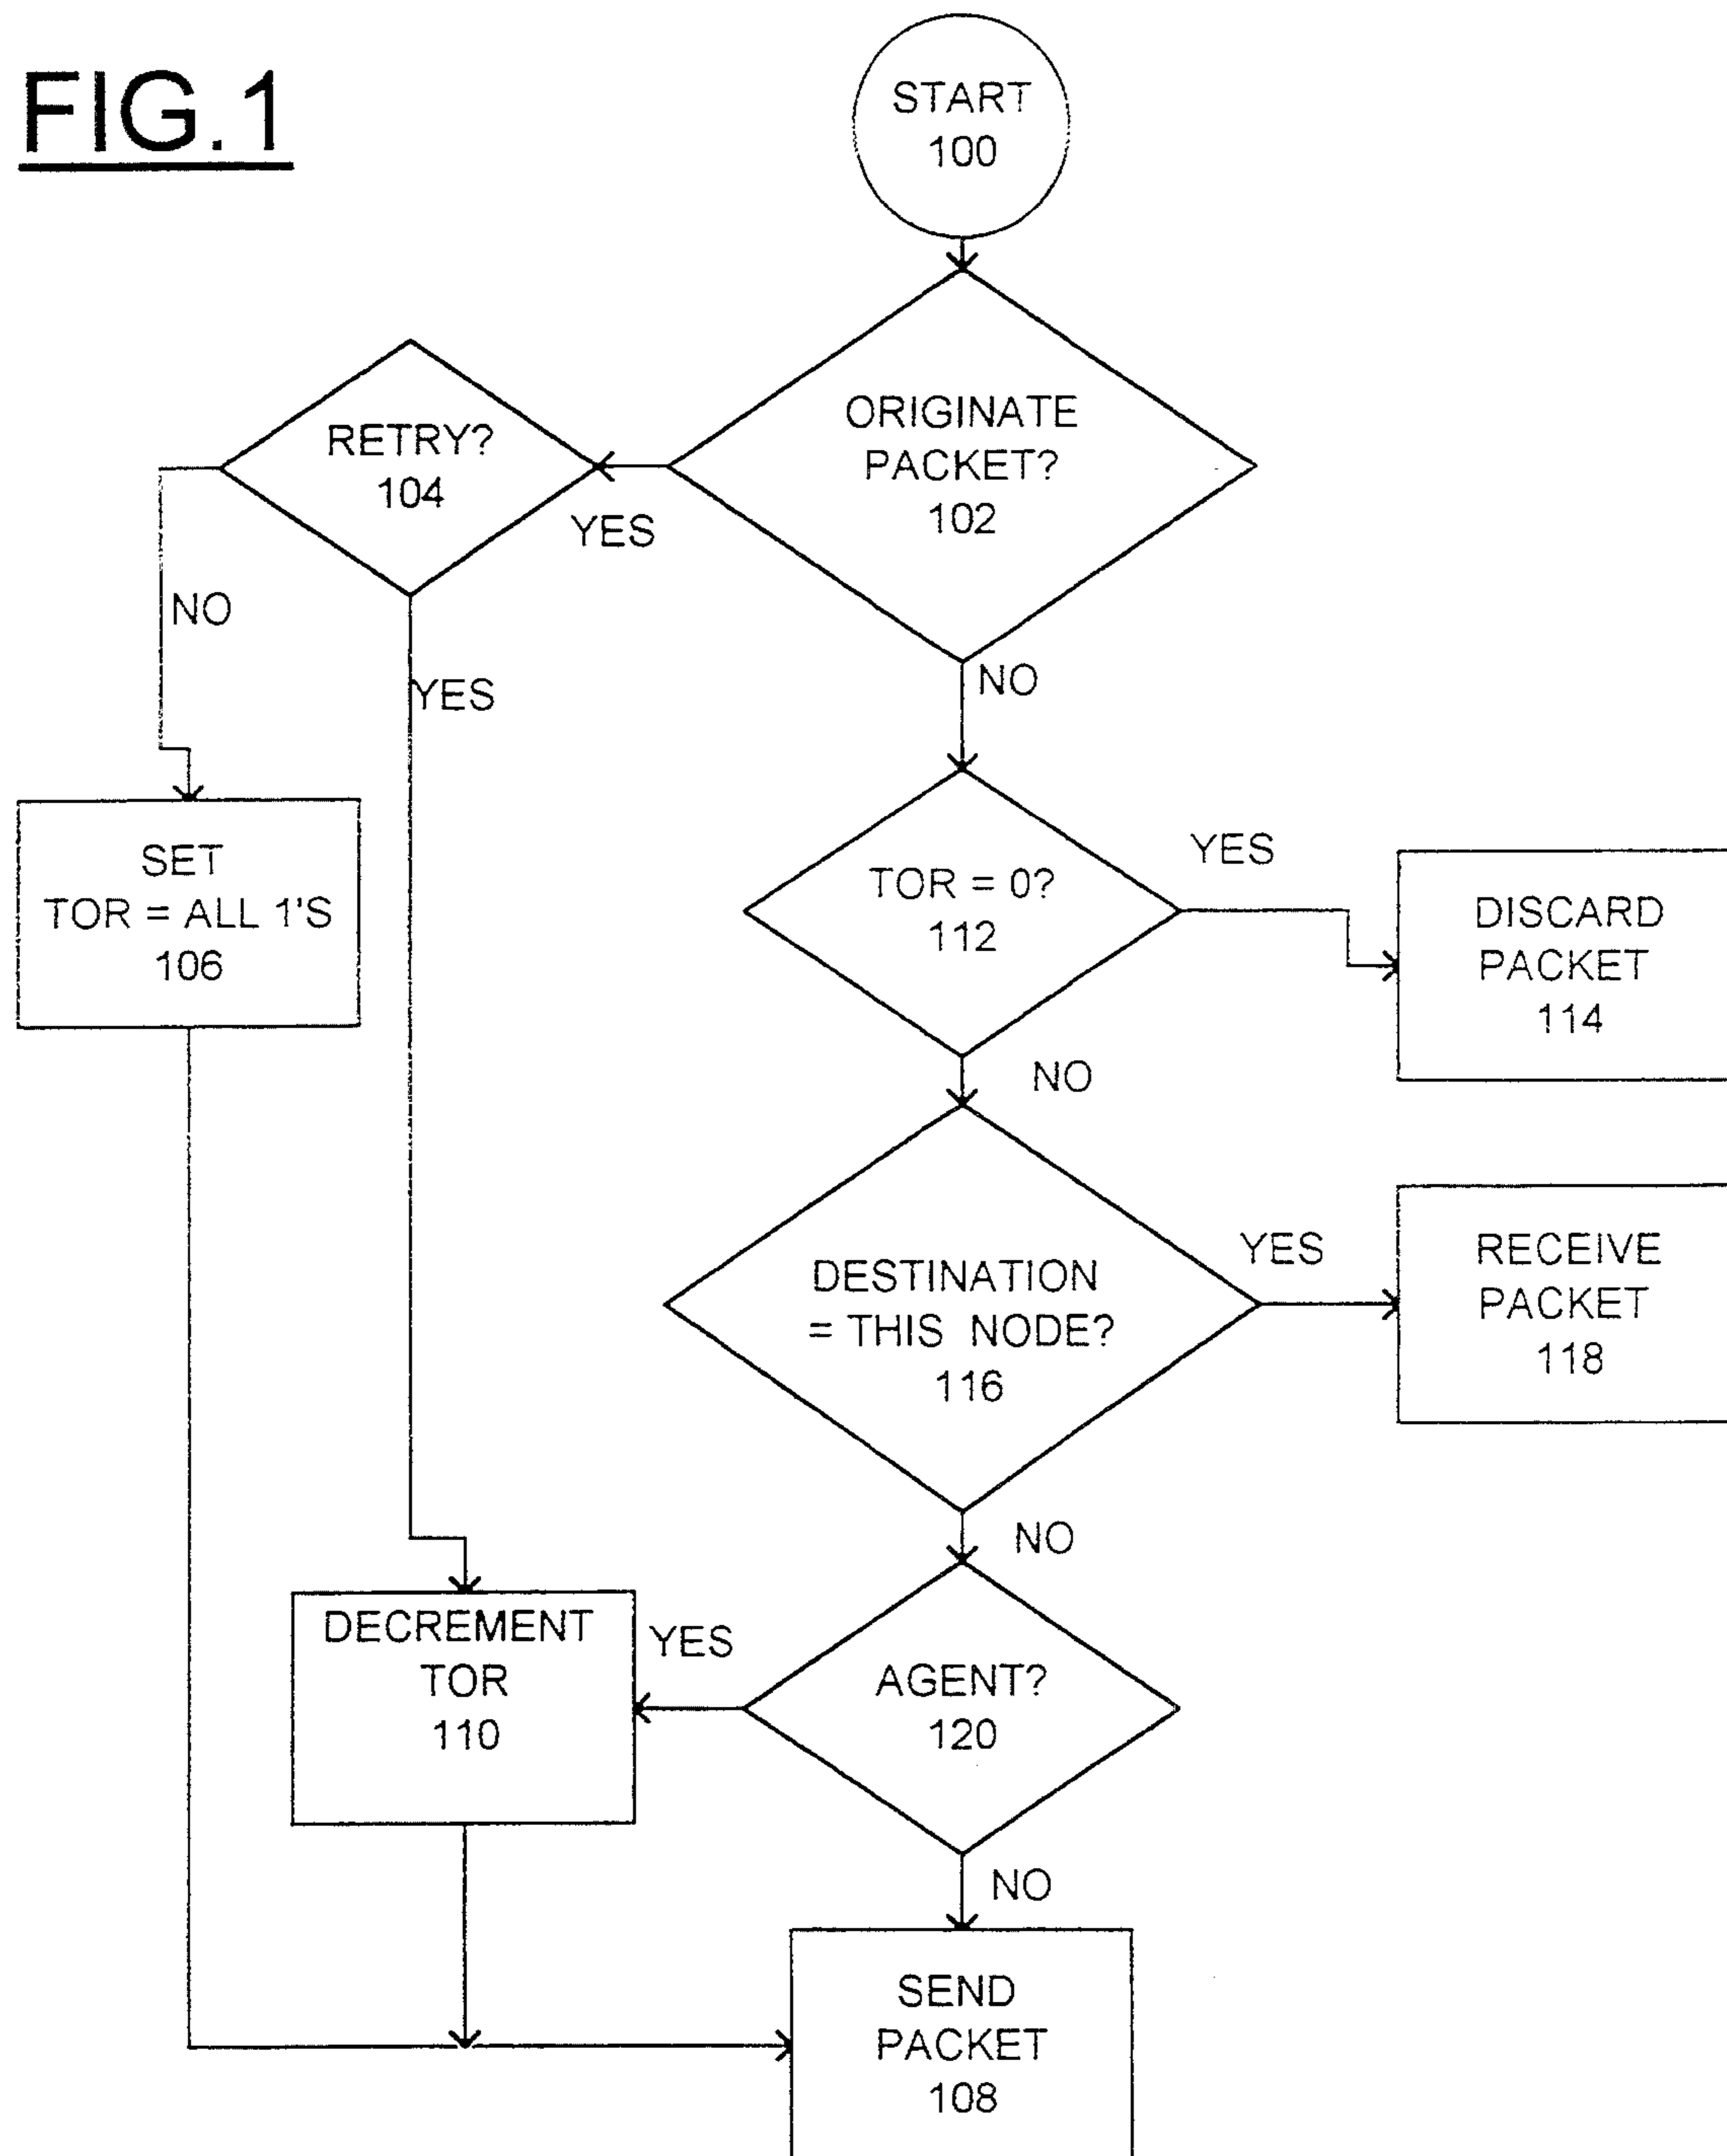 FIG.1
START
100
ORIGINATE
PACKET?
102
RETRY?
104
YES
NO
YES
NO
SET
TOR = ALL 1'S
106
TOR = 0?
112
YES
DISCARD
PACKET
114
NO
DESTINATION
= THIS NODE?
116
YES
RECEIVE
PACKET
118
NO
DECREMENT
TOR
110
YES
AGENT?
120
NO
SEND
PACKET
108